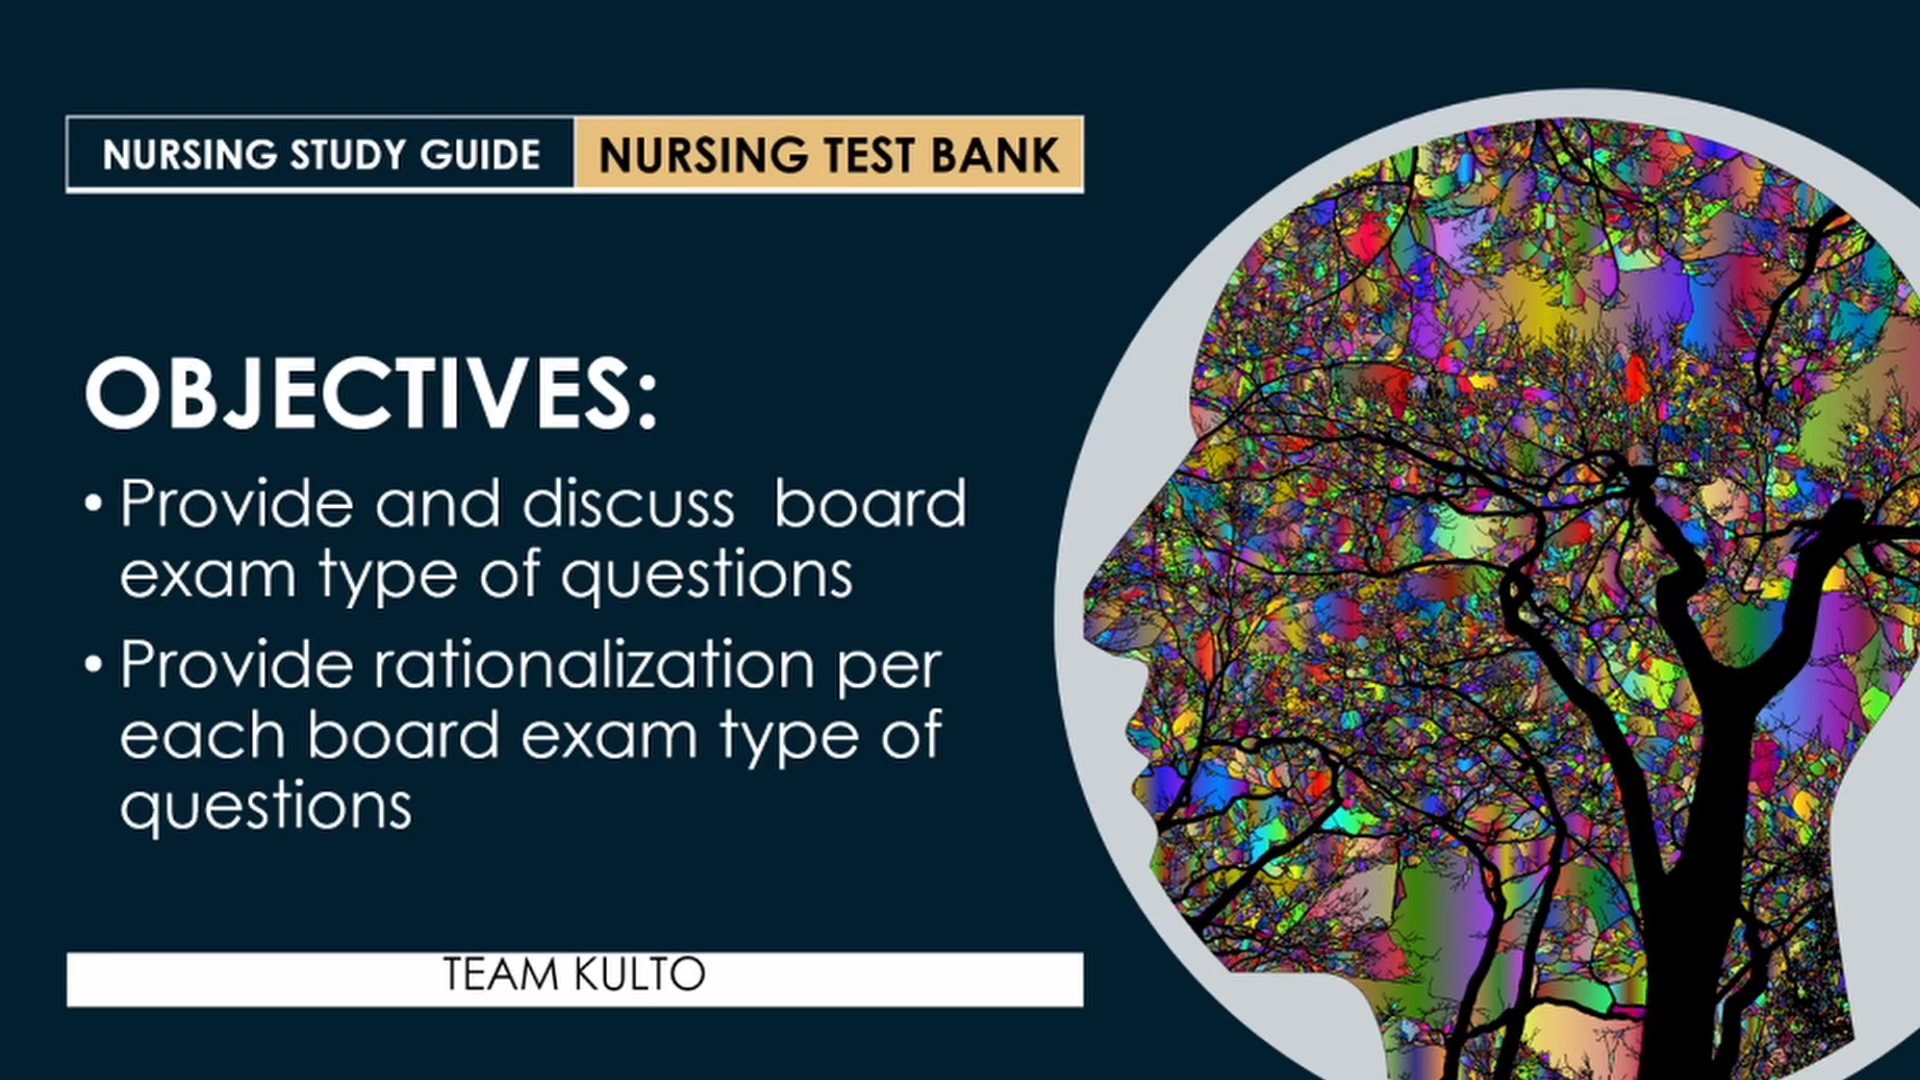 NURSING STUDY GUIDE NURSING TEST BANK
OBJECTIVES:
• Provide and discuss board
exam type of questions
• Provide rationalization per
each board exam type of
questions
TEAM KULTO